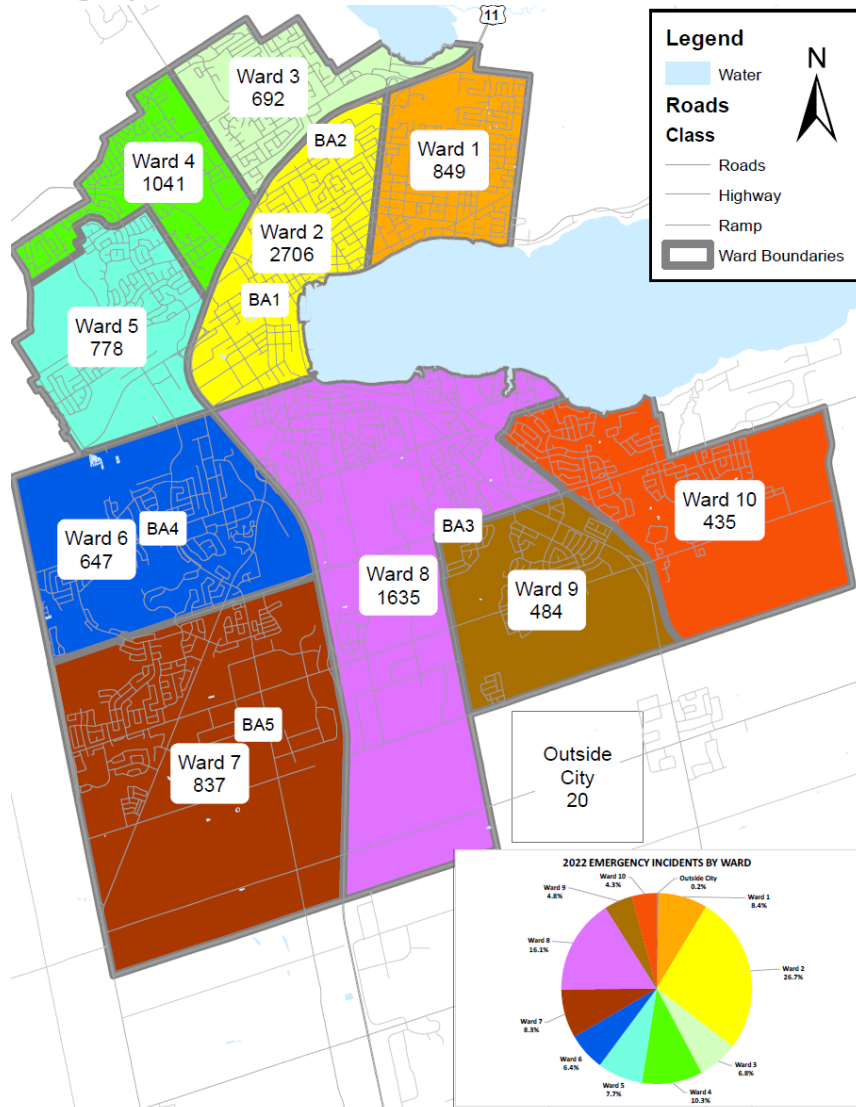 11
Legend
Water
Roads
Class
Roads
Highway
Ramp
Ward Boundaries
N
Ward 3
692
BA2
Ward 1
849
Ward 4
1041
Ward 2
2706
BA1
Ward 5
778
Ward 10
435
BA3
BA4
Ward 6
647
Ward 8
1635
Ward 9
484
BA5
Ward 7
837
Outside
City
20
2022 EMERGENCY INCIDENTS BY WARD
Outside City
0.2%
Ward 1
8.4%
Ward 2
26.7%
Ward 3
6.8%
Ward 4
10.3%
Ward 5
7.7%
Ward 6
6.4%
Ward 7
8.3%
Ward 8
16.1%
Ward 9
4.8%
Ward 10
4.3%